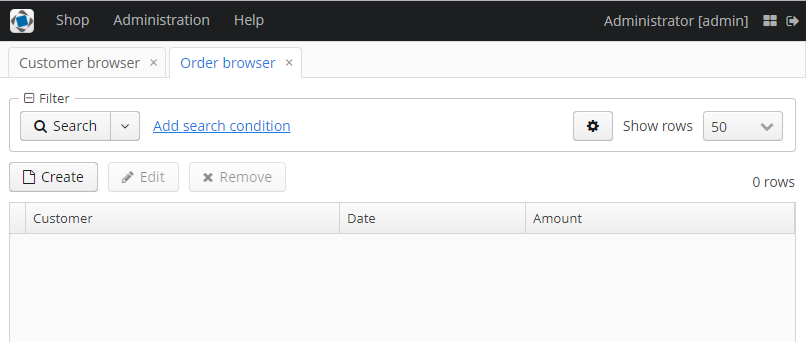 Shop Administration Help Administrator [admin]
Customer browser × Order browser ×
Filter
Search Add search condition Show rows 50
Create Edit Remove 0 rows
Customer Date Amount